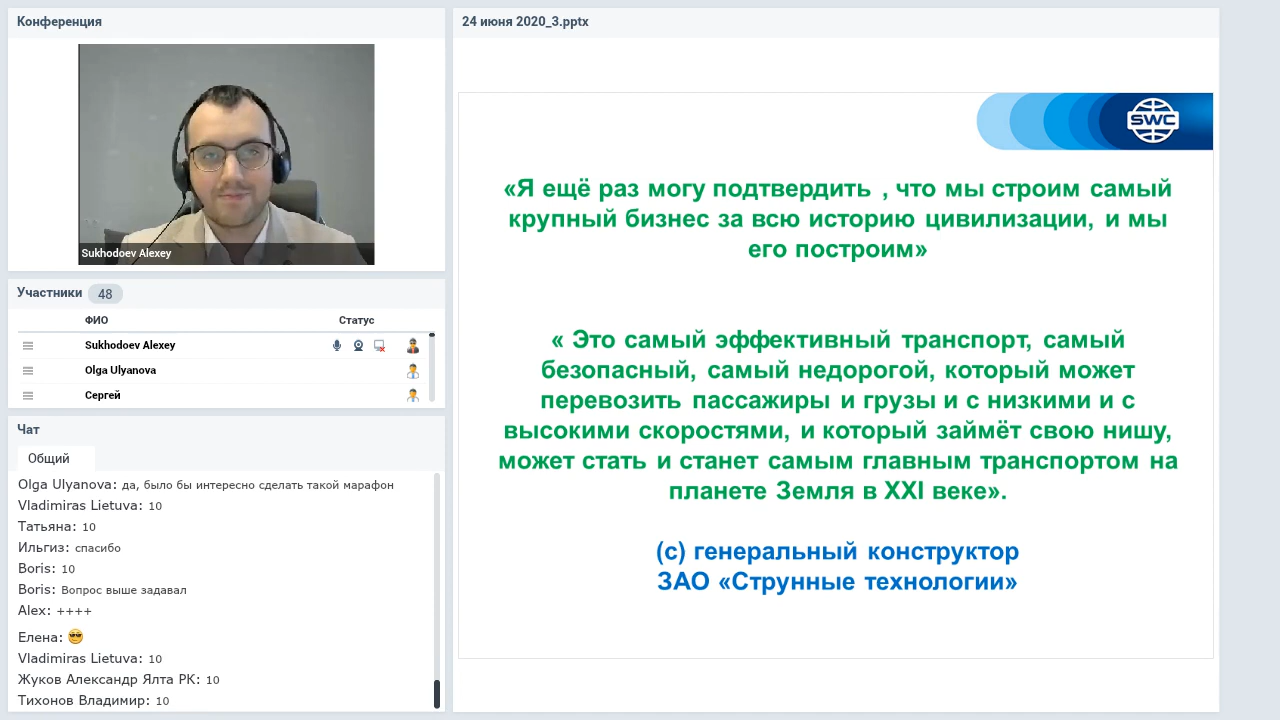 Конференция
Sukhodoev Alexey
Участники 48
ФИО Статус
Sukhodoev Alexey
Olga Ulyanova
Сергей
Чат
Общий
Olga Ulyanova: да, было бы интересно сделать такой марафон
Vladimiras Lietuva: 10
Татьяна: 10
Ильгиз: спасибо
Boris: 10
Boris: Вопрос выше задавал
Alex: ++++
Елена:
Vladimiras Lietuva: 10
Жуков Александр Ялта РК: 10
Тихонов Владимир: 10
24 июня 2020_3.pptx
SWC
«Я ещё раз могу подтвердить , что мы строим самый
крупный бизнес за всю историю цивилизации, и мы
его построим»
« Это самый эффективный транспорт, самый
безопасный, самый недорогой, который может
перевозить пассажиры и грузы и с низкими и с
высокими скоростями, и который займёт свою нишу,
может стать и станет самым главным транспортом на
планете Земля в XXI веке».
(с) генеральный конструктор
ЗАО «Струнные технологии»